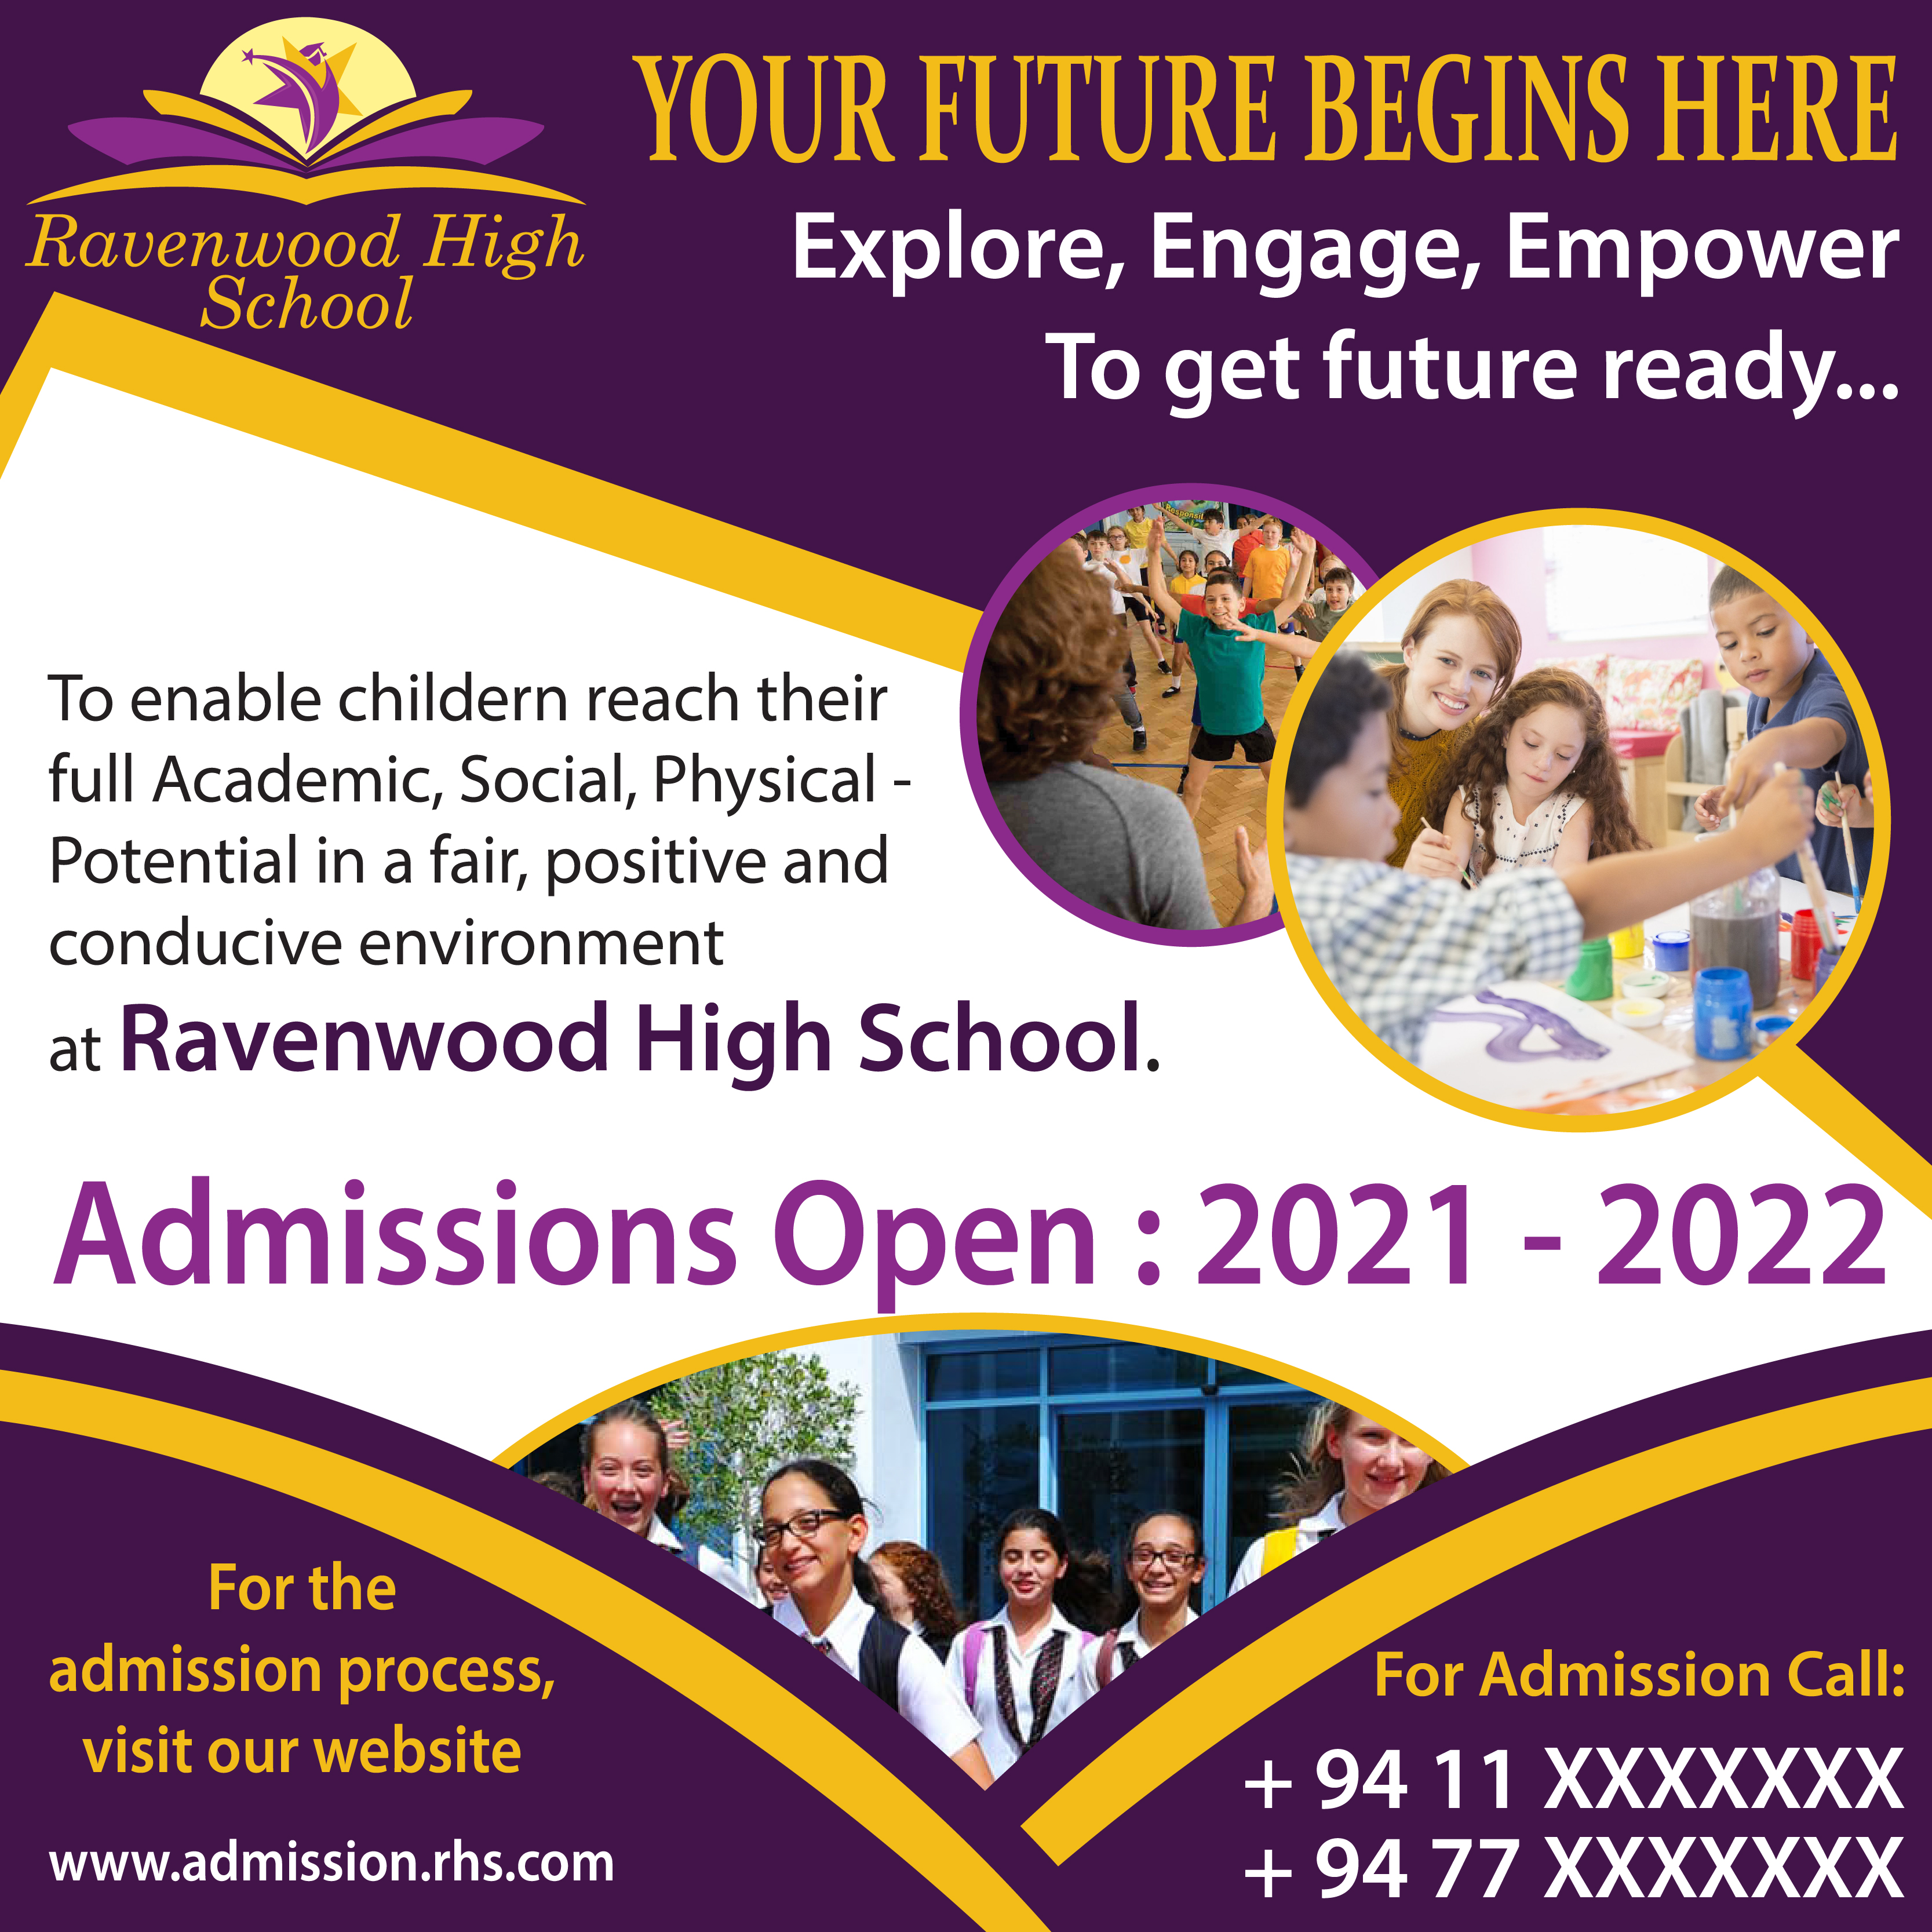 Ravenwood High
School
YOUR FUTURE BEGINS HERE
Explore, Engage, Empower
To get future ready...
To enable childern reach their
full Academic, Social, Physical -
Potential in a fair, positive and
conducive environment
at Ravenwood High School.
Admissions Open : 2021 - 2022
For the
admission process,
visit our website
www.admission.rhs.com
For Admission Call:
+ 94 11 XXXXXXX
+ 94 77 XXXXXXX